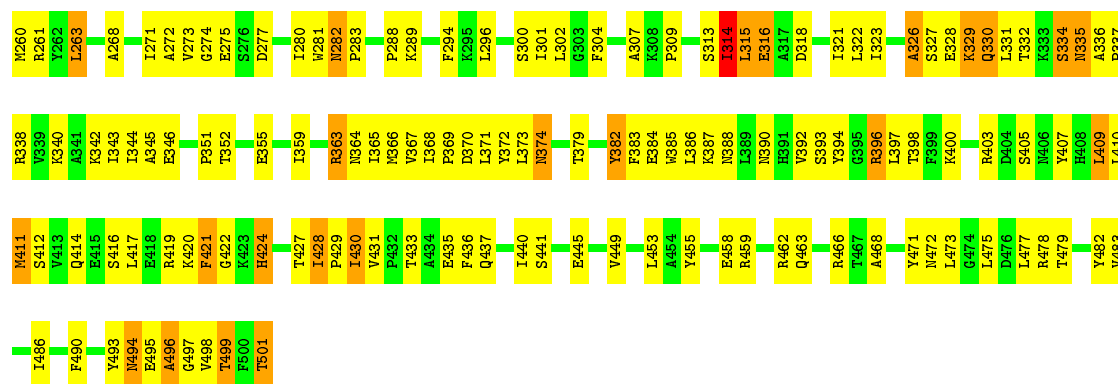 M260 R261 Y262 L263 A268 I271 A272 V273 G274 E275 S276 D277 I280 W281 N282 P283 P288 K289 F294 K295 L296 S300 I301 L302 G303 F304 A307 K308 P309 S313 I314 L315 E316 A317 D318 I321 L322 I323 A326 S327 E328 K329 Q330 L331 T332 K333 S334 N335 A336
R338 V339 K340 A341 K342 I343 I344 A345 E346 P351 T352 E355 I359 R363 N364 I365 M366 V367 I368 P369 D370 L371 Y372 L373 N374 T379 Y382 F383 E384 W385 L386 K387 N388 L389 N390 H391 V392 S393 Y394 G395 R396 L397 T398 F399 K400 R403 D404 S405 N406 Y407 H408 L409
M411 S412 V413 Q414 E415 S416 L417 E418 R419 K420 F421 G422 K423 H424 T427 I428 P429 I430 V431 P432 T433 A434 E435 F436 Q437 I440 S441 E445 V449 L453 A454 Y455 E458 R459 R462 Q463 R466 T467 A468 Y471 N472 L473 G474 L475 D476 L477 R478 T479 Y482
I486 F490 Y493 N494 E495 A496 G497 V498 T499 F500 T501